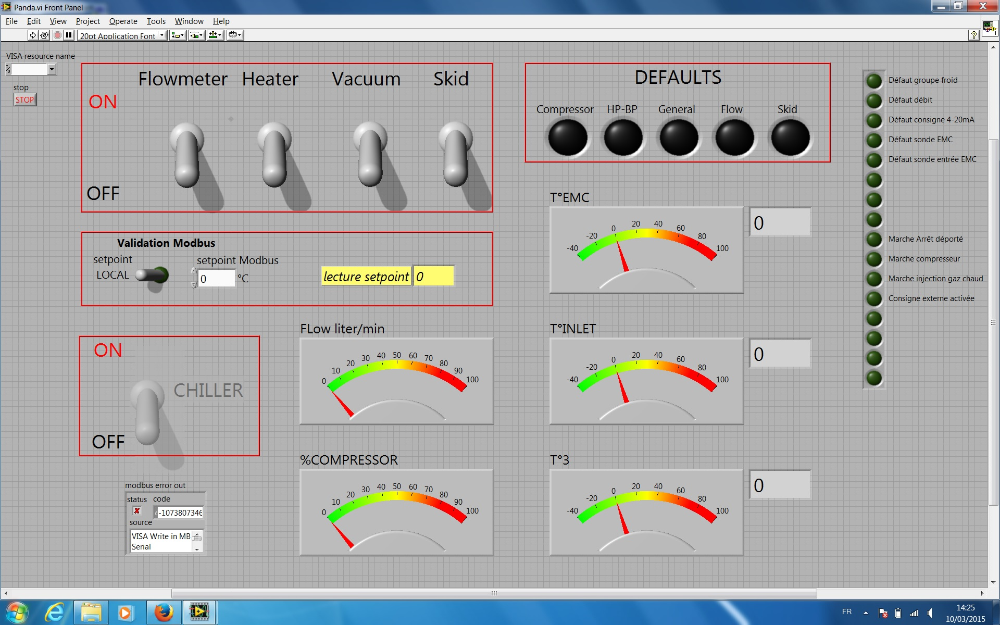 Panda.vi Front Panel
File Edit View Project Operate Tools Window Help
20pt Application Font
VISA resource name
stop
STOP
Flowmeter Heater Vacuum Skid
ON
OFF
DEFAULTS
Compressor HP-BP General Flow Skid
Défaut groupe froid
Défaut débit
Défaut consigne 4-20mA
Défaut sonde EMC
Défaut sonde entrée EMC
Marche Arrêt déporté
Marche compresseur
Marche injection gaz chaud
Consigne externe activée
Validation Modbus
setpoint
LOCAL
setpoint Modbus
0 °C
lecture setpoint 0
T°EMC
-40 -20 0 20 40 60 80 100
0
ON
CHILLER
OFF
FLow liter/min
0 10 20 30 40 50 60 70 80 90 100
T°INLET
-40 -20 0 20 40 60 80 100
0
%COMPRESSOR
0 10 20 30 40 50 60 70 80 90 100
T°3
-40 -20 0 20 40 60 80 100
0
modbus error out
status code
-1073807346
source
VISA Write in MB
Serial
FR
14:25
10/03/2015